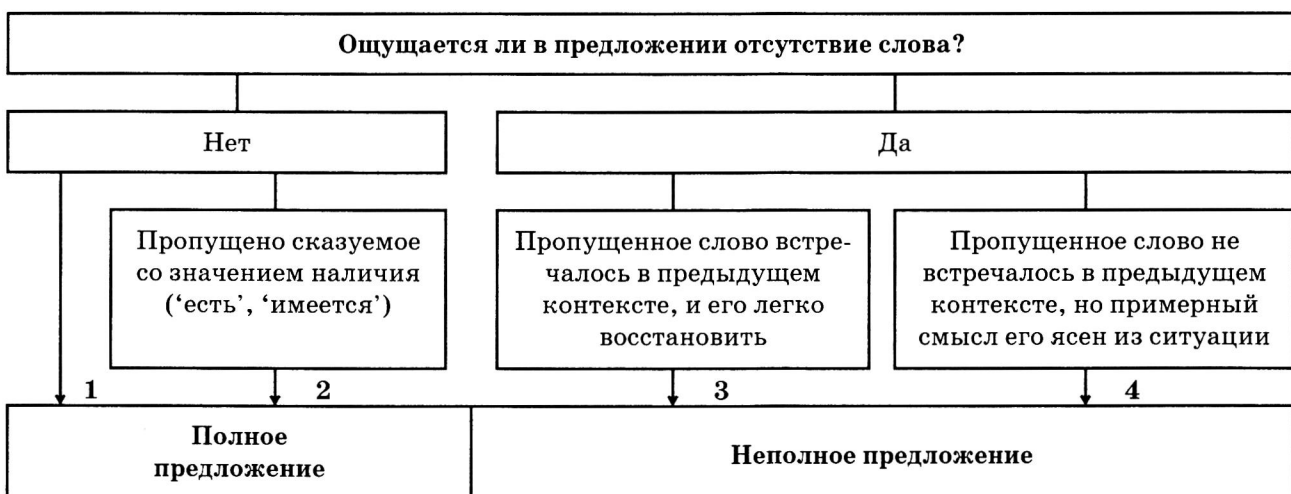 Ощущается ли в предложении отсутствие слова?
Нет
Да
Пропущено сказуемое
со значением наличия
(‘есть’, ‘имеется’)
Пропущенное слово встре-
чалось в предыдущем
контексте, и его легко
восстановить
Пропущенное слово не
встречалось в предыдущем
контексте, но примерный
смысл его ясен из ситуации
1
2
3
4
Полное
предложение
Неполное предложение